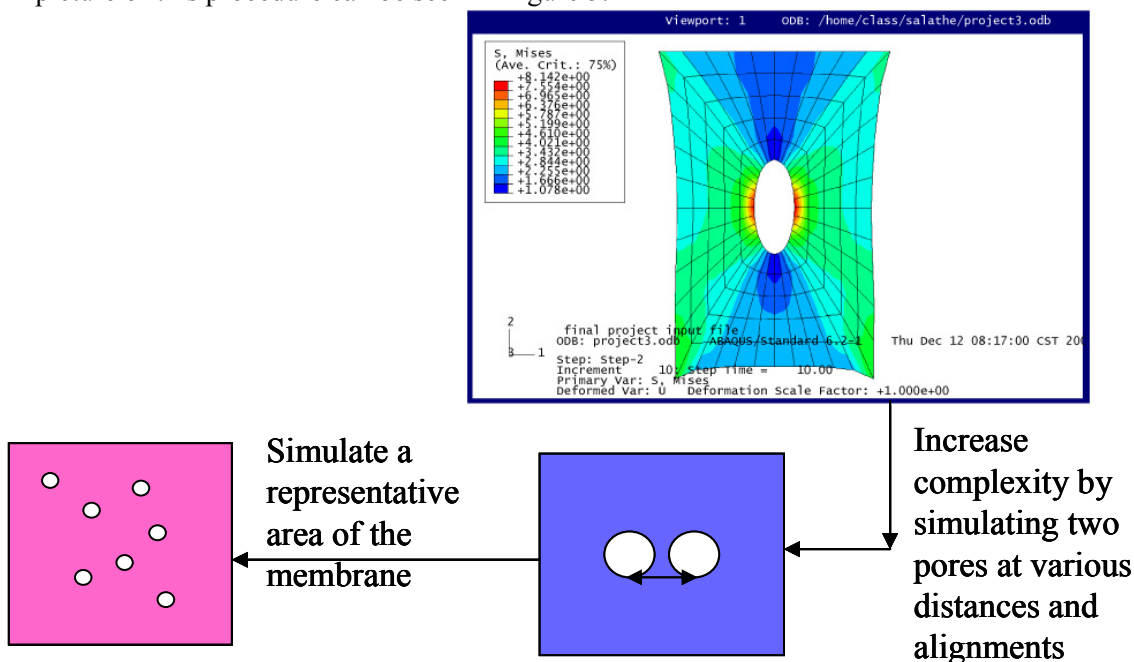 Viewport: 1 ODB: /home/class/salathe/project3.odb
S, Mises
(Ave. Crit.: 75%)
+8.142e+00
+7.554e+00
+6.965e+00
+6.376e+00
+5.787e+00
+5.199e+00
+4.610e+00
+4.021e+00
+3.432e+00
+2.844e+00
+2.255e+00
+1.666e+00
+1.078e+00
2
3 1
final project input file
ODB: project3.odb ABAQUS/Standard 6.2-1 Thu Dec 12 08:17:00 CST 200
Step: Step-2
Increment 10: Step Time = 10.00
Primary Var: S, Mises
Deformed Var: U Deformation Scale Factor: +1.000e+00
Simulate a
representative
area of the
membrane
Increase
complexity by
simulating two
pores at various
distances and
alignments